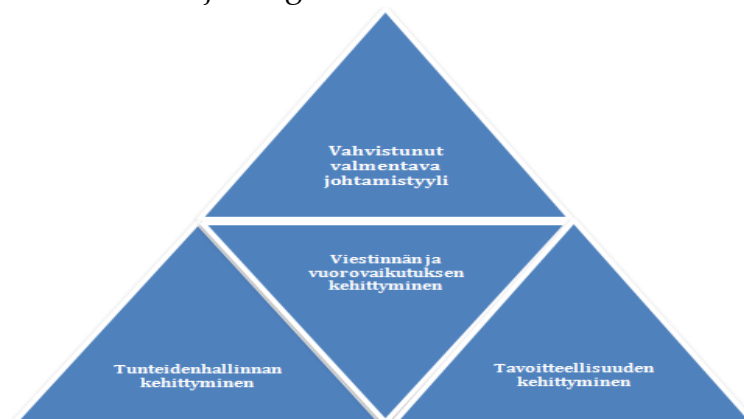 Vahvistunut
valmentava
johtamistyyli
Viestinnän ja
vuorovaikutuksen
kehittyminen
Tunteidenhallinnan
kehittyminen
Tavoitteellisuuden
kehittyminen